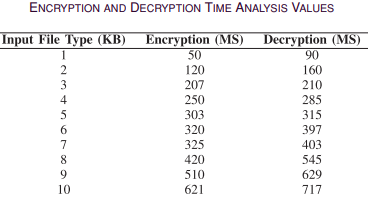 ENCRYPTION AND DECRYPTION TIME ANALYSIS VALUES
Input File Type (KB) Encryption (MS) Decryption (MS)
1 50 90
2 120 160
3 207 210
4 250 285
5 303 315
6 320 397
7 325 403
8 420 545
9 510 629
10 621 717